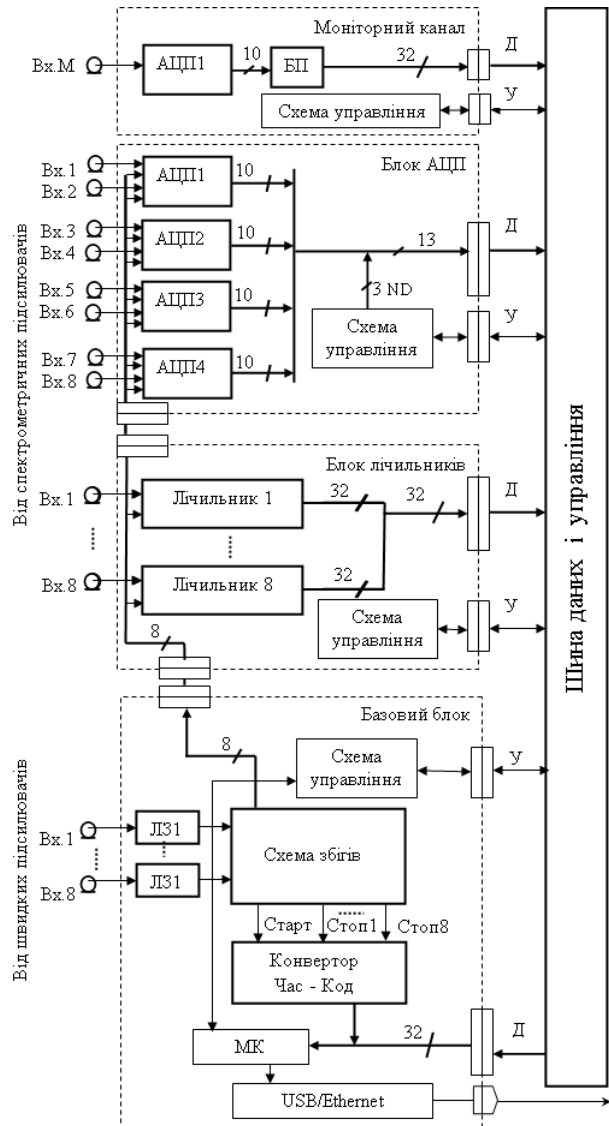 Моніторний канал
Вх.М
АЦП1
10
БП
32
Д
Схема управління
У
Блок АЦП
Вх.1
Вх.2
АЦП1
10
Вх.3
Вх.4
АЦП2
10
13
Д
Вх.5
Вх.6
АЦП3
10
3 ND
Схема
управління
У
Вх.7
Вх.8
АЦП4
10
Від спектрометричних підсилювачів
Блок лічильників
Вх.1
Лічильник 1
32
32
Д
Вх.8
Лічильник 8
32
Схема
управління
У
8
Шина даних і управління
Базовий блок
8
Схема
управління
У
Від швидких підсилювачів
Вх.1
ЛЗ1
Схема збігів
Вх.8
ЛЗ1
Старт
Стоп1
Стоп8
Конвертор
Час - Код
МК
32
Д
USB/Ethernet